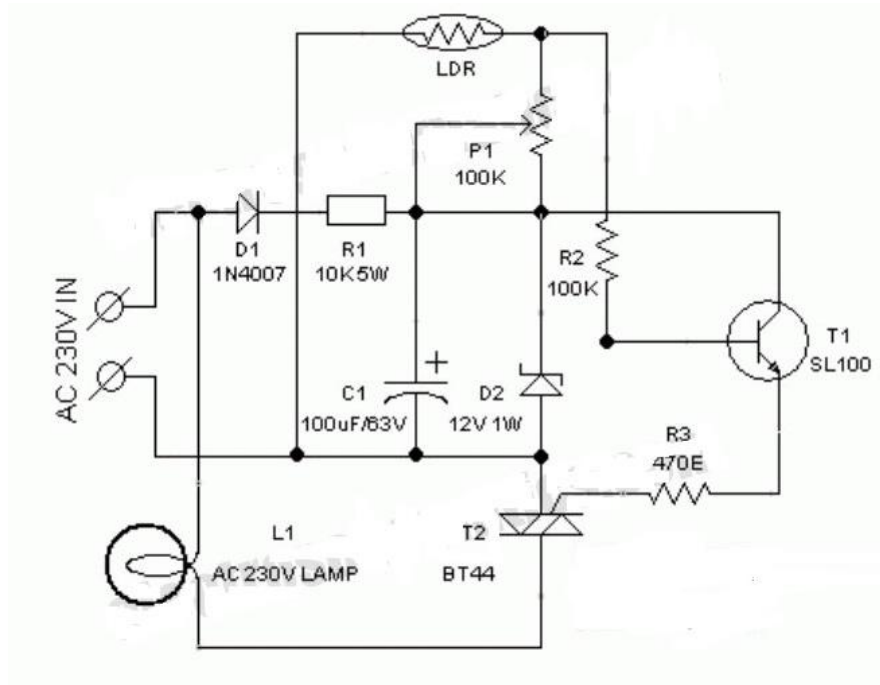 LDR
P1
100K
D1
1N4007
R1
10K5W
R2
100K
AC 230V IN
T1
SL100
+
C1
100uF/63V
D2
12V 1W
R3
470E
L1
AC 230V LAMP
T2
BT44